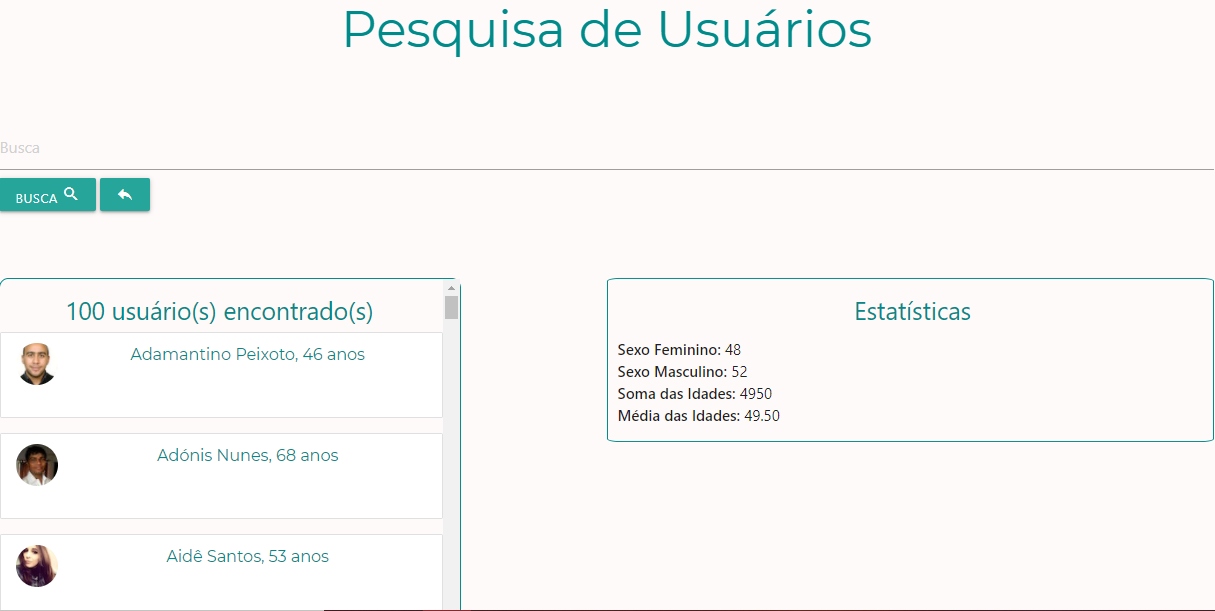 Pesquisa de Usuários
Busca
BUSCA
100 usuário(s) encontrado(s)
Adamantino Peixoto, 46 anos
Adónis Nunes, 68 anos
Aidê Santos, 53 anos
Estatísticas
Sexo Feminino: 48
Sexo Masculino: 52
Soma das Idades: 4950
Média das Idades: 49.50